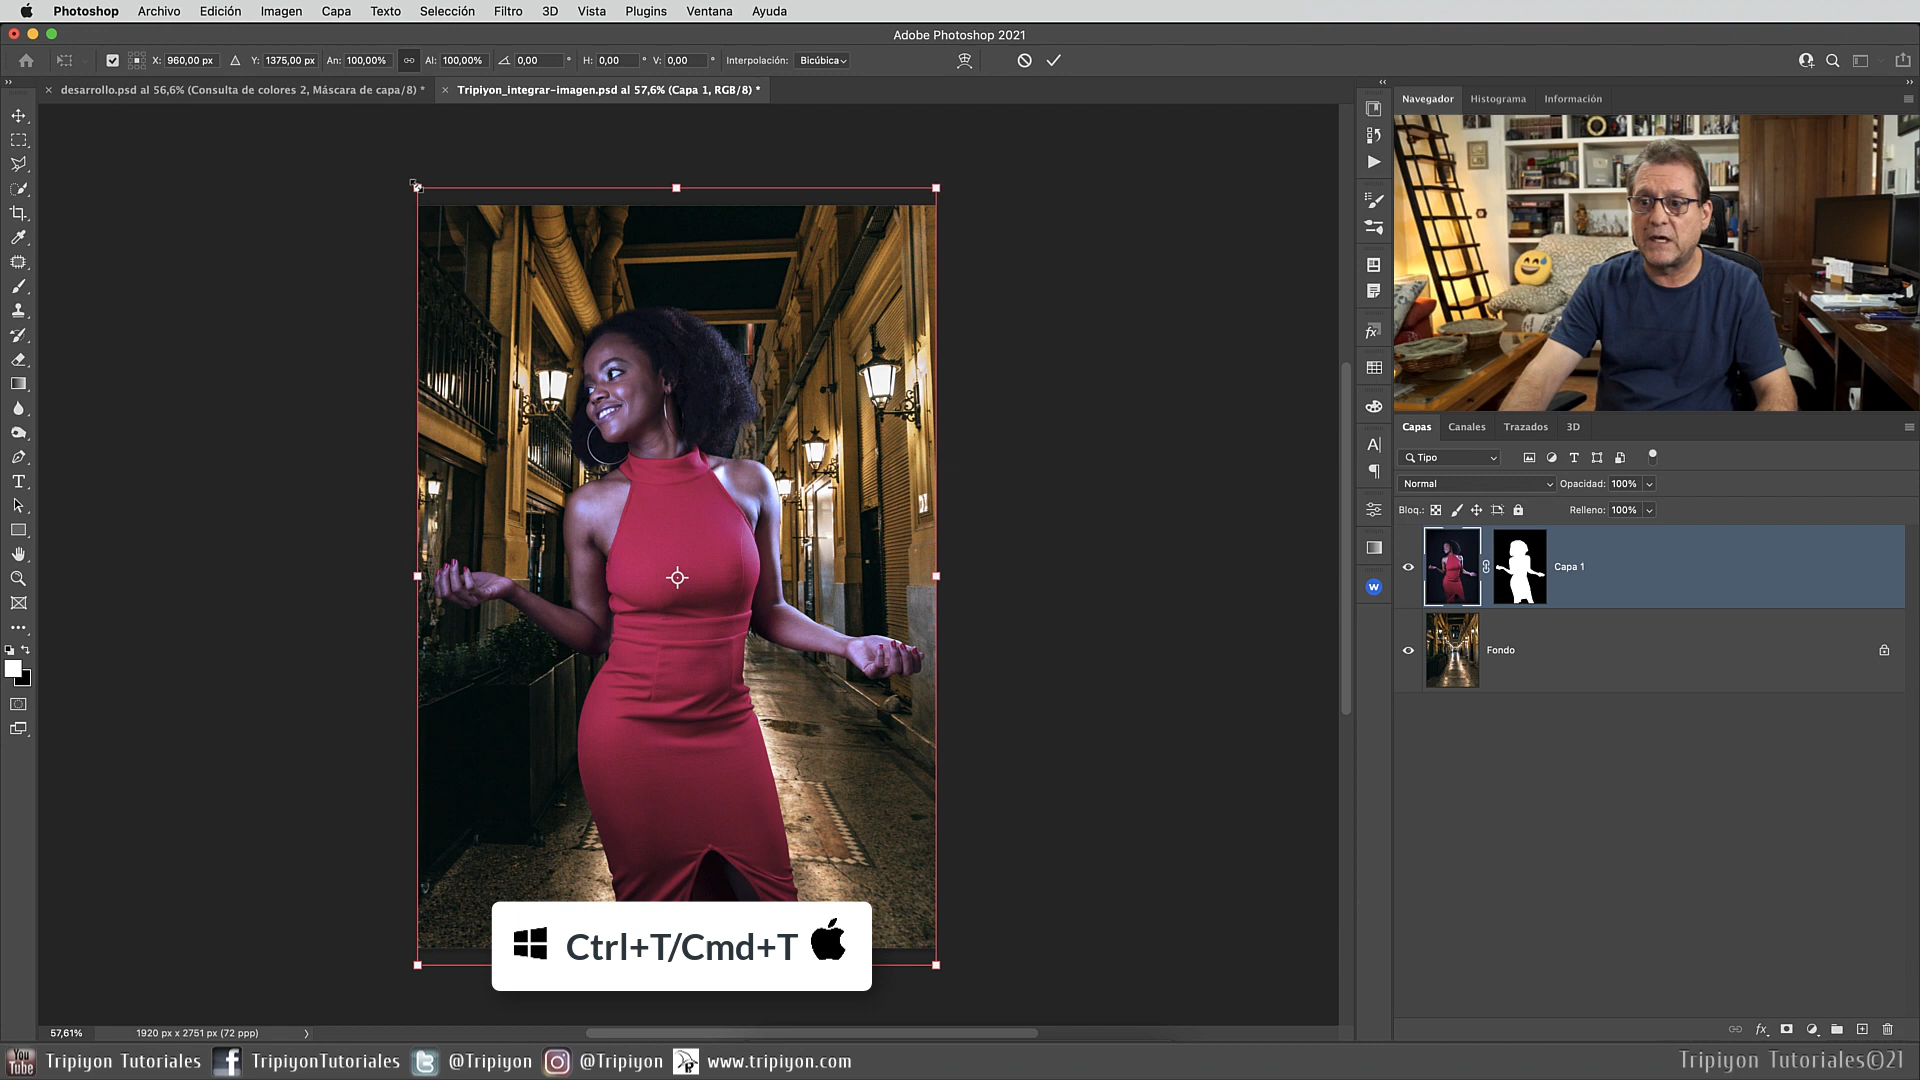 Photoshop Archivo Edición Imagen Capa Texto Selección Filtro 3D Vista Plugins Ventana Ayuda
Adobe Photoshop 2021
X: 960,00 px Y: 1375,00 px An: 100,00% Al: 100,00% 0,00 ° H: 0,00 ° V: 0,00 ° Interpolación: Bicúbica
desarrollo.psd al 56,6% (Consulta de colores 2, Máscara de capa/8) *
Tripiyon_integrar-imagen.psd al 57,6% (Capa 1, RGB/8) *
Navegador Histograma Información
Capas Canales Trazados 3D
Tipo
Normal Opacidad: 100%
Bloq.: Relleno: 100%
Capa 1
Fondo
Ctrl+T/Cmd+T
57,61% 1920 px x 2751 px (72 ppp)
You Tube Tripiyon Tutoriales TripiyonTutoriales @Tripiyon @Tripiyon www.tripiyon.com
Tripiyon Tutoriales©21